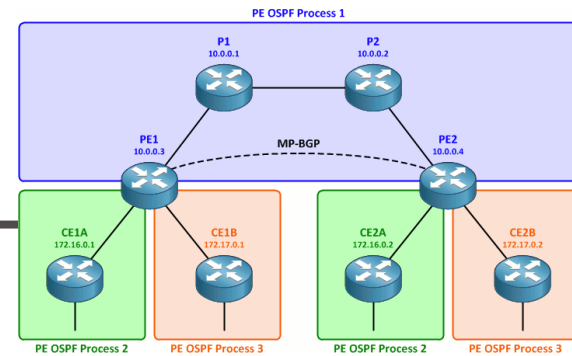 PE OSPF Process 1
P1
10.0.0.1
P2
10.0.0.2
PE1
10.0.0.3
MP-BGP
PE2
10.0.0.4
CE1A
172.16.0.1
CE1B
172.17.0.1
CE2A
172.16.0.2
CE2B
172.17.0.2
PE OSPF Process 2
PE OSPF Process 3
PE OSPF Process 2
PE OSPF Process 3